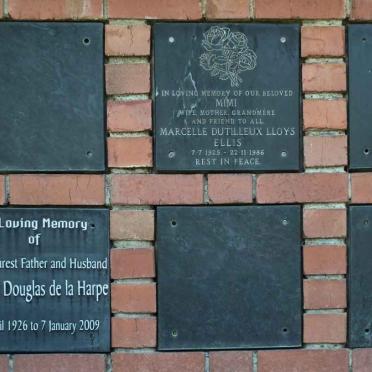 IN LOVING MEMORY OF OUR BELOVED
MIMI
WIFE, MOTHER, GRANDMERE
AND FRIEND TO ALL
MARCELLE DUTILLEUX LLOYS
ELLIS
7·7·1925 - 22·11·1986
REST IN PEACE
Loving Memory
of
Father and Husband
Douglas de la Harpe
1926 to 7 January 2009